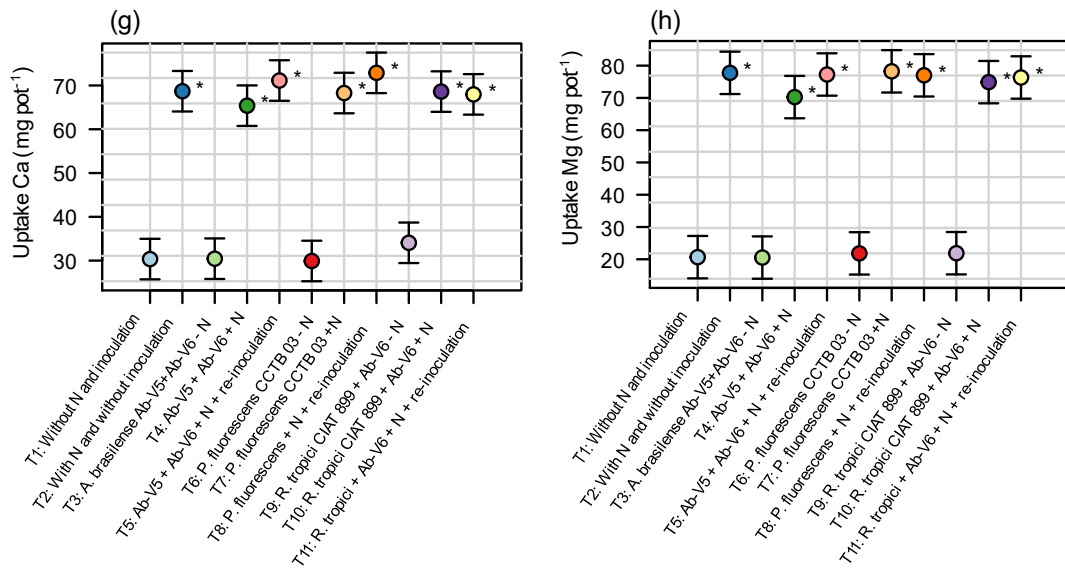 (g)
Uptake Ca (mg pot⁻¹)
70
60
50
40
30
* * * * * * *
T1: Without N and inoculation
T2: With N and without inoculation
T3: A. brasilense Ab-V5+Ab-V6 - N
T4: Ab-V5 + Ab-V6 + N
T5: Ab-V5 + Ab-V6 + N + re-inoculation
T6: P. fluorescens CCTB 03 - N
T7: P. fluorescens CCTB 03 +N
T8: P. fluorescens + N + re-inoculation
T9: R. tropici CIAT 899 + Ab-V6 - N
T10: R. tropici CIAT 899 + Ab-V6 + N
T11: R. tropici + Ab-V6 + N + re-inoculation
(h)
Uptake Mg (mg pot⁻¹)
80
70
60
50
40
30
20
* * * * * * *
T1: Without N and inoculation
T2: With N and without inoculation
T3: A. brasilense Ab-V5+Ab-V6 - N
T4: Ab-V5 + Ab-V6 + N
T5: Ab-V5 + Ab-V6 + N + re-inoculation
T6: P. fluorescens CCTB 03 - N
T7: P. fluorescens CCTB 03 +N
T8: P. fluorescens + N + re-inoculation
T9: R. tropici CIAT 899 + Ab-V6 - N
T10: R. tropici CIAT 899 + Ab-V6 + N
T11: R. tropici + Ab-V6 + N + re-inoculation